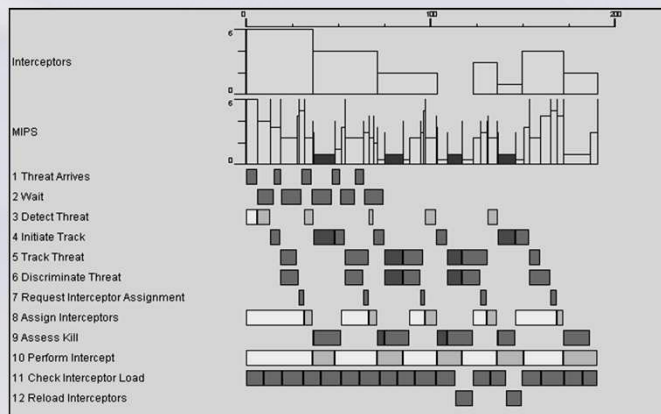 100
200
6
Interceptors
0
6
MIPS
0
1 Threat Arrives
2 Wait
3 Detect Threat
4 Initiate Track
5 Track Threat
6 Discriminate Threat
7 Request Interceptor Assignment
8 Assign Interceptors
9 Assess Kill
10 Perform Intercept
11 Check Interceptor Load
12 Reload Interceptors